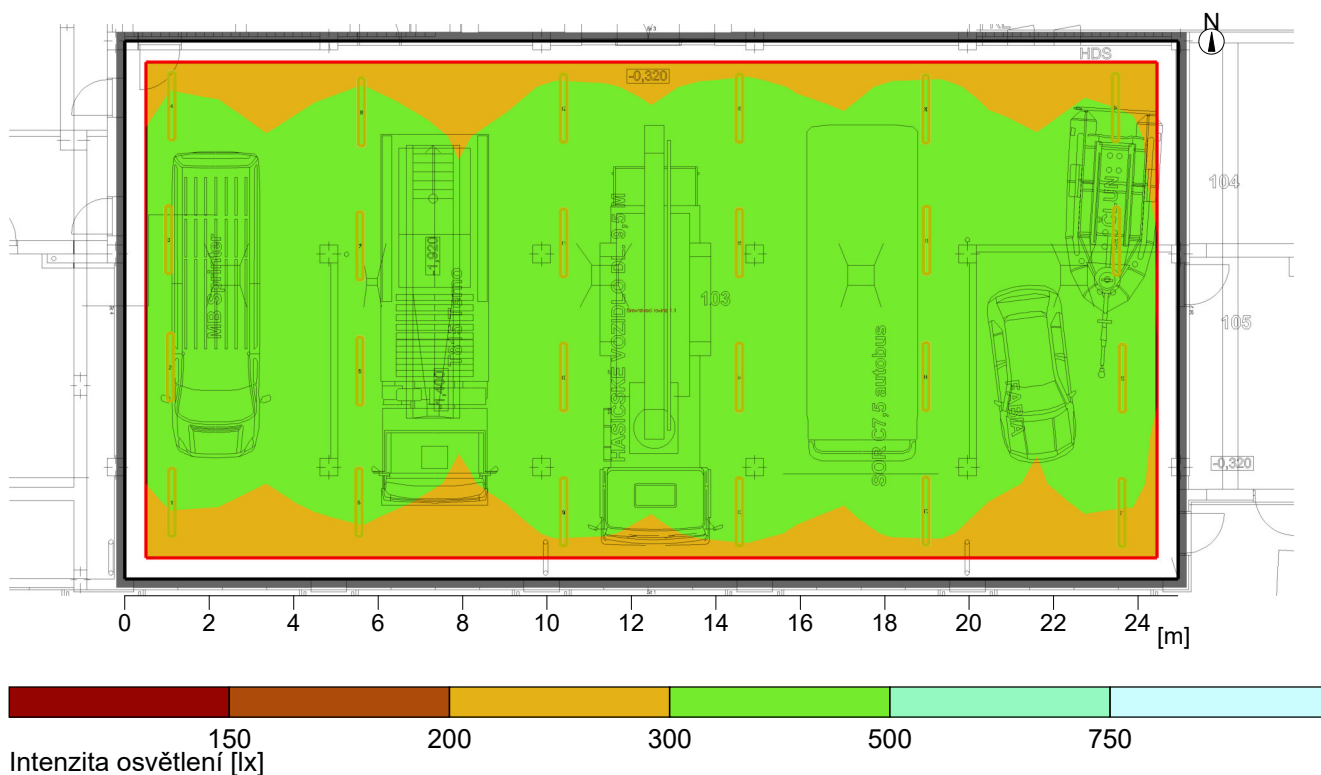 N
HDS
-0,320
104
ČLUN
MB Sprinter
-1,920
T815 Terno
-1,400
HASIČSKÉ VOZIDLO DL. 9,5 M
103
SOR C7,5 autobus
FABIA
105
-0,320
0 2 4 6 8 10 12 14 16 18 20 22 24 [m]
150 200 300 500 750
Intenzita osvětlení [lx]